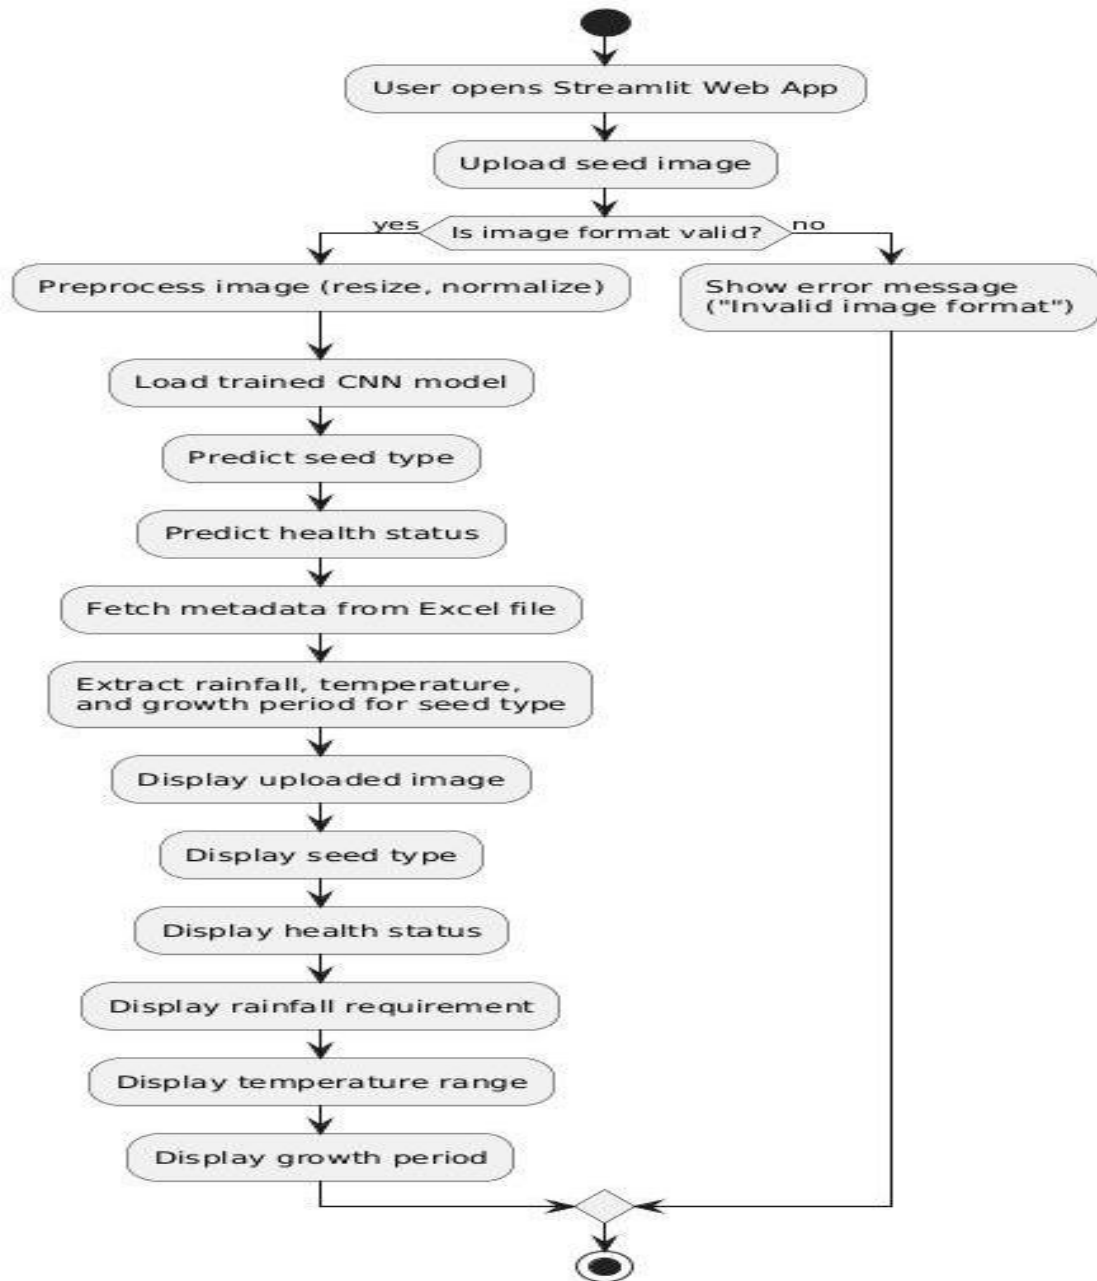 User opens Streamlit Web App
Upload seed image
yes
Is image format valid?
no
Preprocess image (resize, normalize)
Show error message
("Invalid image format")
Load trained CNN model
Predict seed type
Predict health status
Fetch metadata from Excel file
Extract rainfall, temperature,
and growth period for seed type
Display uploaded image
Display seed type
Display health status
Display rainfall requirement
Display temperature range
Display growth period